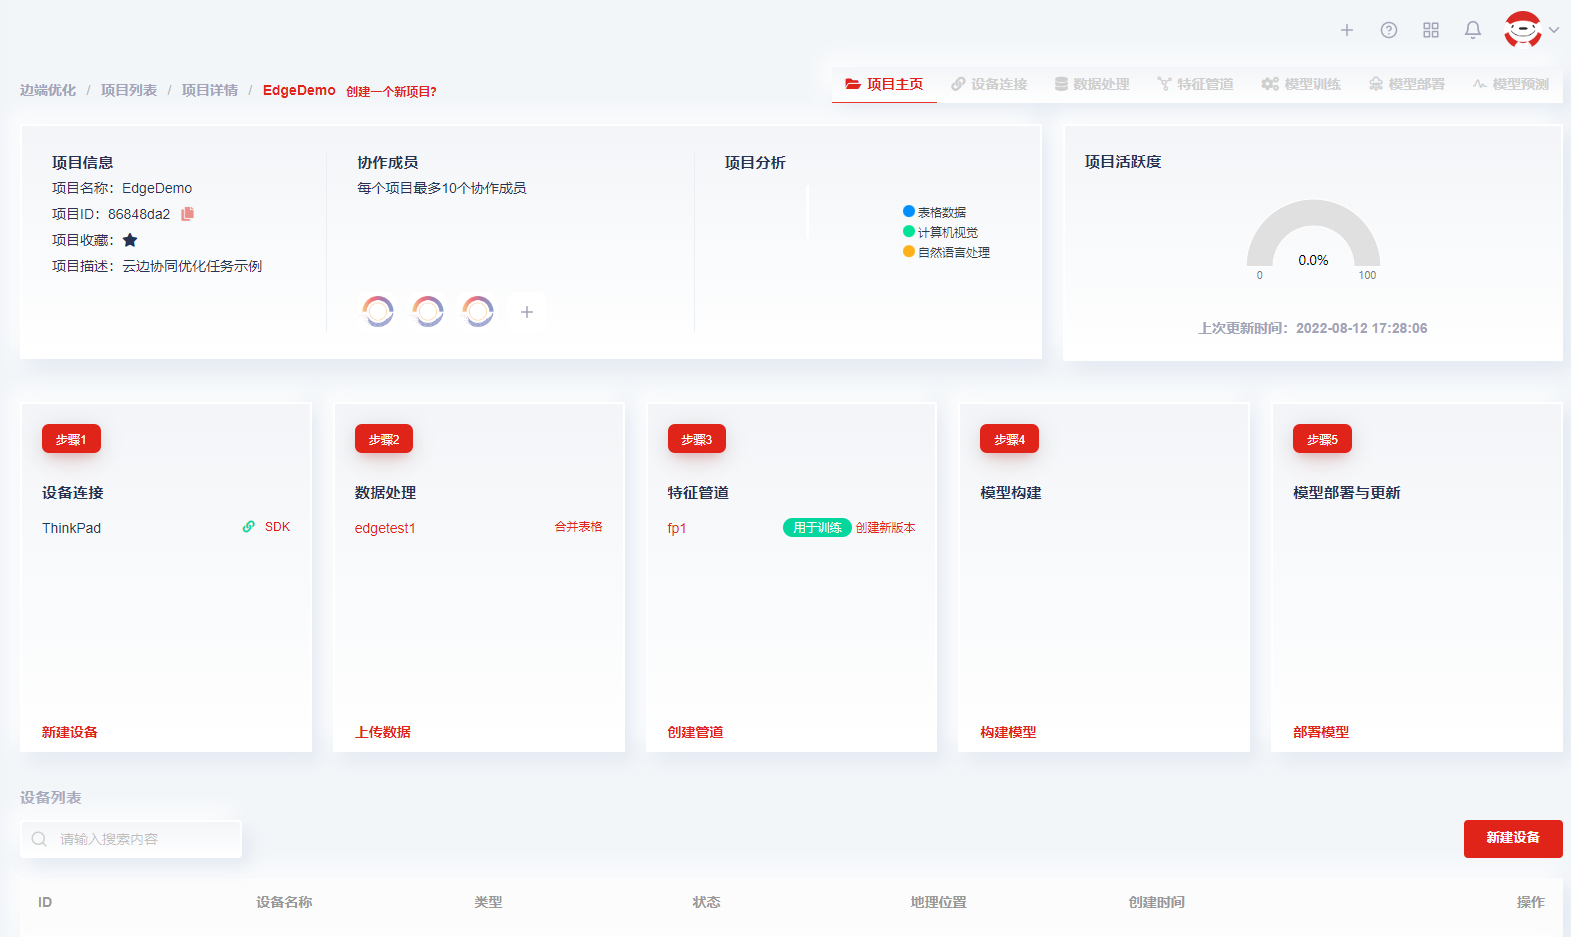 边端优化 / 项目列表 / 项目详情 / EdgeDemo 创建一个新项目?
项目主页 设备连接 数据处理 特征管道 模型训练 模型部署 模型预测
项目信息
项目名称：EdgeDemo
项目ID：86848da2
项目收藏：
项目描述：云边协同优化任务示例
协作成员
每个项目最多10个协作成员
项目分析
表格数据
计算机视觉
自然语言处理
项目活跃度
0.0%
0 100
上次更新时间：2022-08-12 17:28:06
步骤1
设备连接
ThinkPad SDK
新建设备
步骤2
数据处理
edgetest1 合并表格
上传数据
步骤3
特征管道
fp1 用于训练 创建新版本
创建管道
步骤4
模型构建
构建模型
步骤5
模型部署与更新
部署模型
设备列表
请输入搜索内容
新建设备
ID 设备名称 类型 状态 地理位置 创建时间 操作